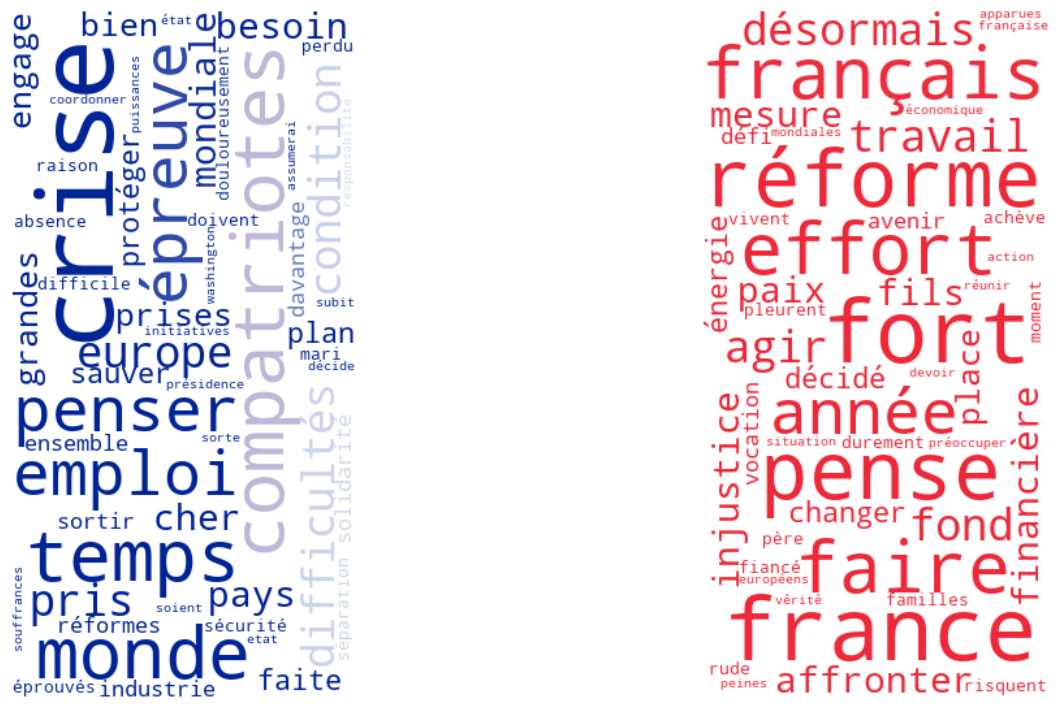 engage
bien
état
mondiale
besoin
perdu
crise
coordonner
puissances
épreuve
douloureusement
compatriotes
condition
responsabilité
assumerai
raison
protéger
absence
doivent
washington
davantage
grandes
difficile
subit
prises
initiatives
plan
europe
mari
sauver
présidence
décide
penser
ensemble
sorte
difficultés
solidarité
emploi
sortir
cher
temps
séparation
souffrances
pris
soient
pays
réformes
sécurité
etat
monde
éprouvés
industrie
faite
désormais
apparues
française
français
mesure
économique
défi
mondiales
travail
réforme
énergie
vivent
avenir
achève
effort
action
paix
fils
réunir
pleurent
fort
moment
agir
place
décidé
devoir
injustice
vocation
année
financière
situation
durement
préoccuper
pense
changer
fond
père
fiancé
européens
faire
vérité
familles
france
rude
peines
affronter
risquent